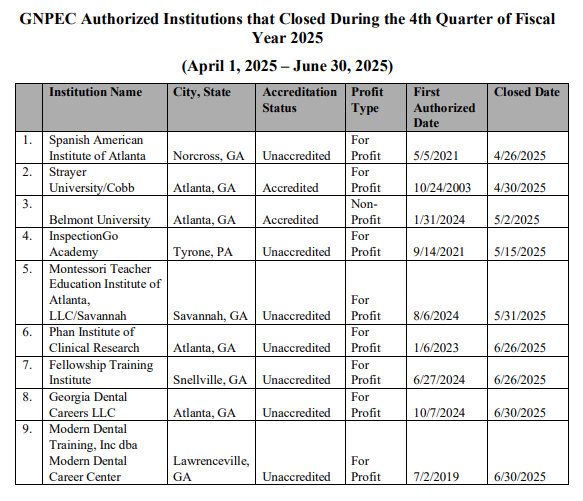 GNPEC Authorized Institutions that Closed During the 4th Quarter of Fiscal
Year 2025
(April 1, 2025 – June 30, 2025)
Institution Name City, State Accreditation Status Profit Type First Authorized Date Closed Date
1. Spanish American Institute of Atlanta Norcross, GA Unaccredited For Profit 5/5/2021 4/26/2025
2. Strayer University/Cobb Atlanta, GA Accredited For Profit 10/24/2003 4/30/2025
3. Belmont University Atlanta, GA Accredited Non-Profit 1/31/2024 5/2/2025
4. InspectionGo Academy Tyrone, PA Unaccredited For Profit 9/14/2021 5/15/2025
5. Montessori Teacher Education Institute of Atlanta, LLC/Savannah Savannah, GA Unaccredited For Profit 8/6/2024 5/31/2025
6. Phan Institute of Clinical Research Atlanta, GA Unaccredited For Profit 1/6/2023 6/26/2025
7. Fellowship Training Institute Snellville, GA Unaccredited For Profit 6/27/2024 6/26/2025
8. Georgia Dental Careers LLC Atlanta, GA Unaccredited For Profit 10/7/2024 6/30/2025
9. Modern Dental Training, Inc dba Modern Dental Career Center Lawrenceville, GA Unaccredited For Profit 7/2/2019 6/30/2025